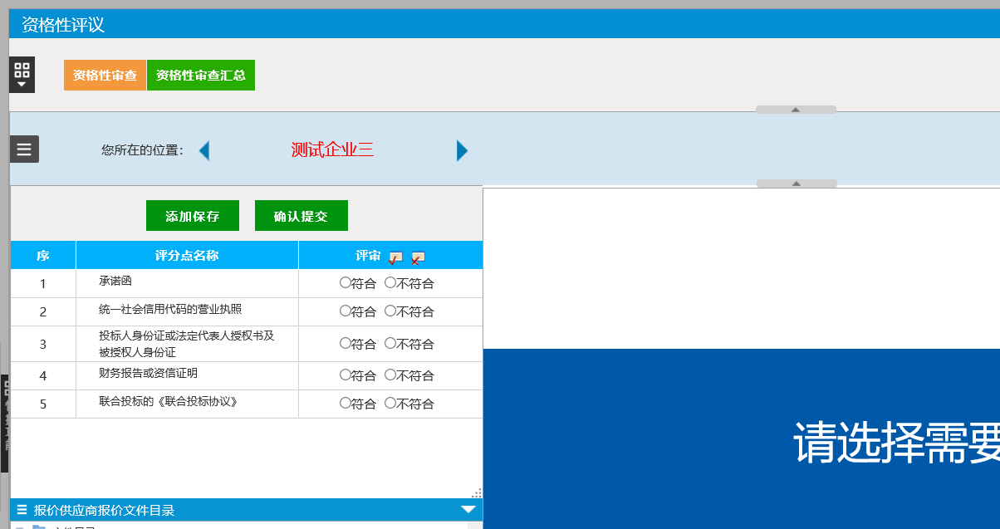 资格性评议
资格性审查 资格性审查汇总
您所在的位置： 测试企业三
添加保存 确认提交
序 评分点名称 评审
1 承诺函 符合 不符合
2 统一社会信用代码的营业执照 符合 不符合
3 投标人身份证或法定代表人授权书及
被授权人身份证 符合 不符合
4 财务报告或资信证明 符合 不符合
5 联合投标的《联合投标协议》 符合 不符合
请选择需要
报价供应商报价文件目录